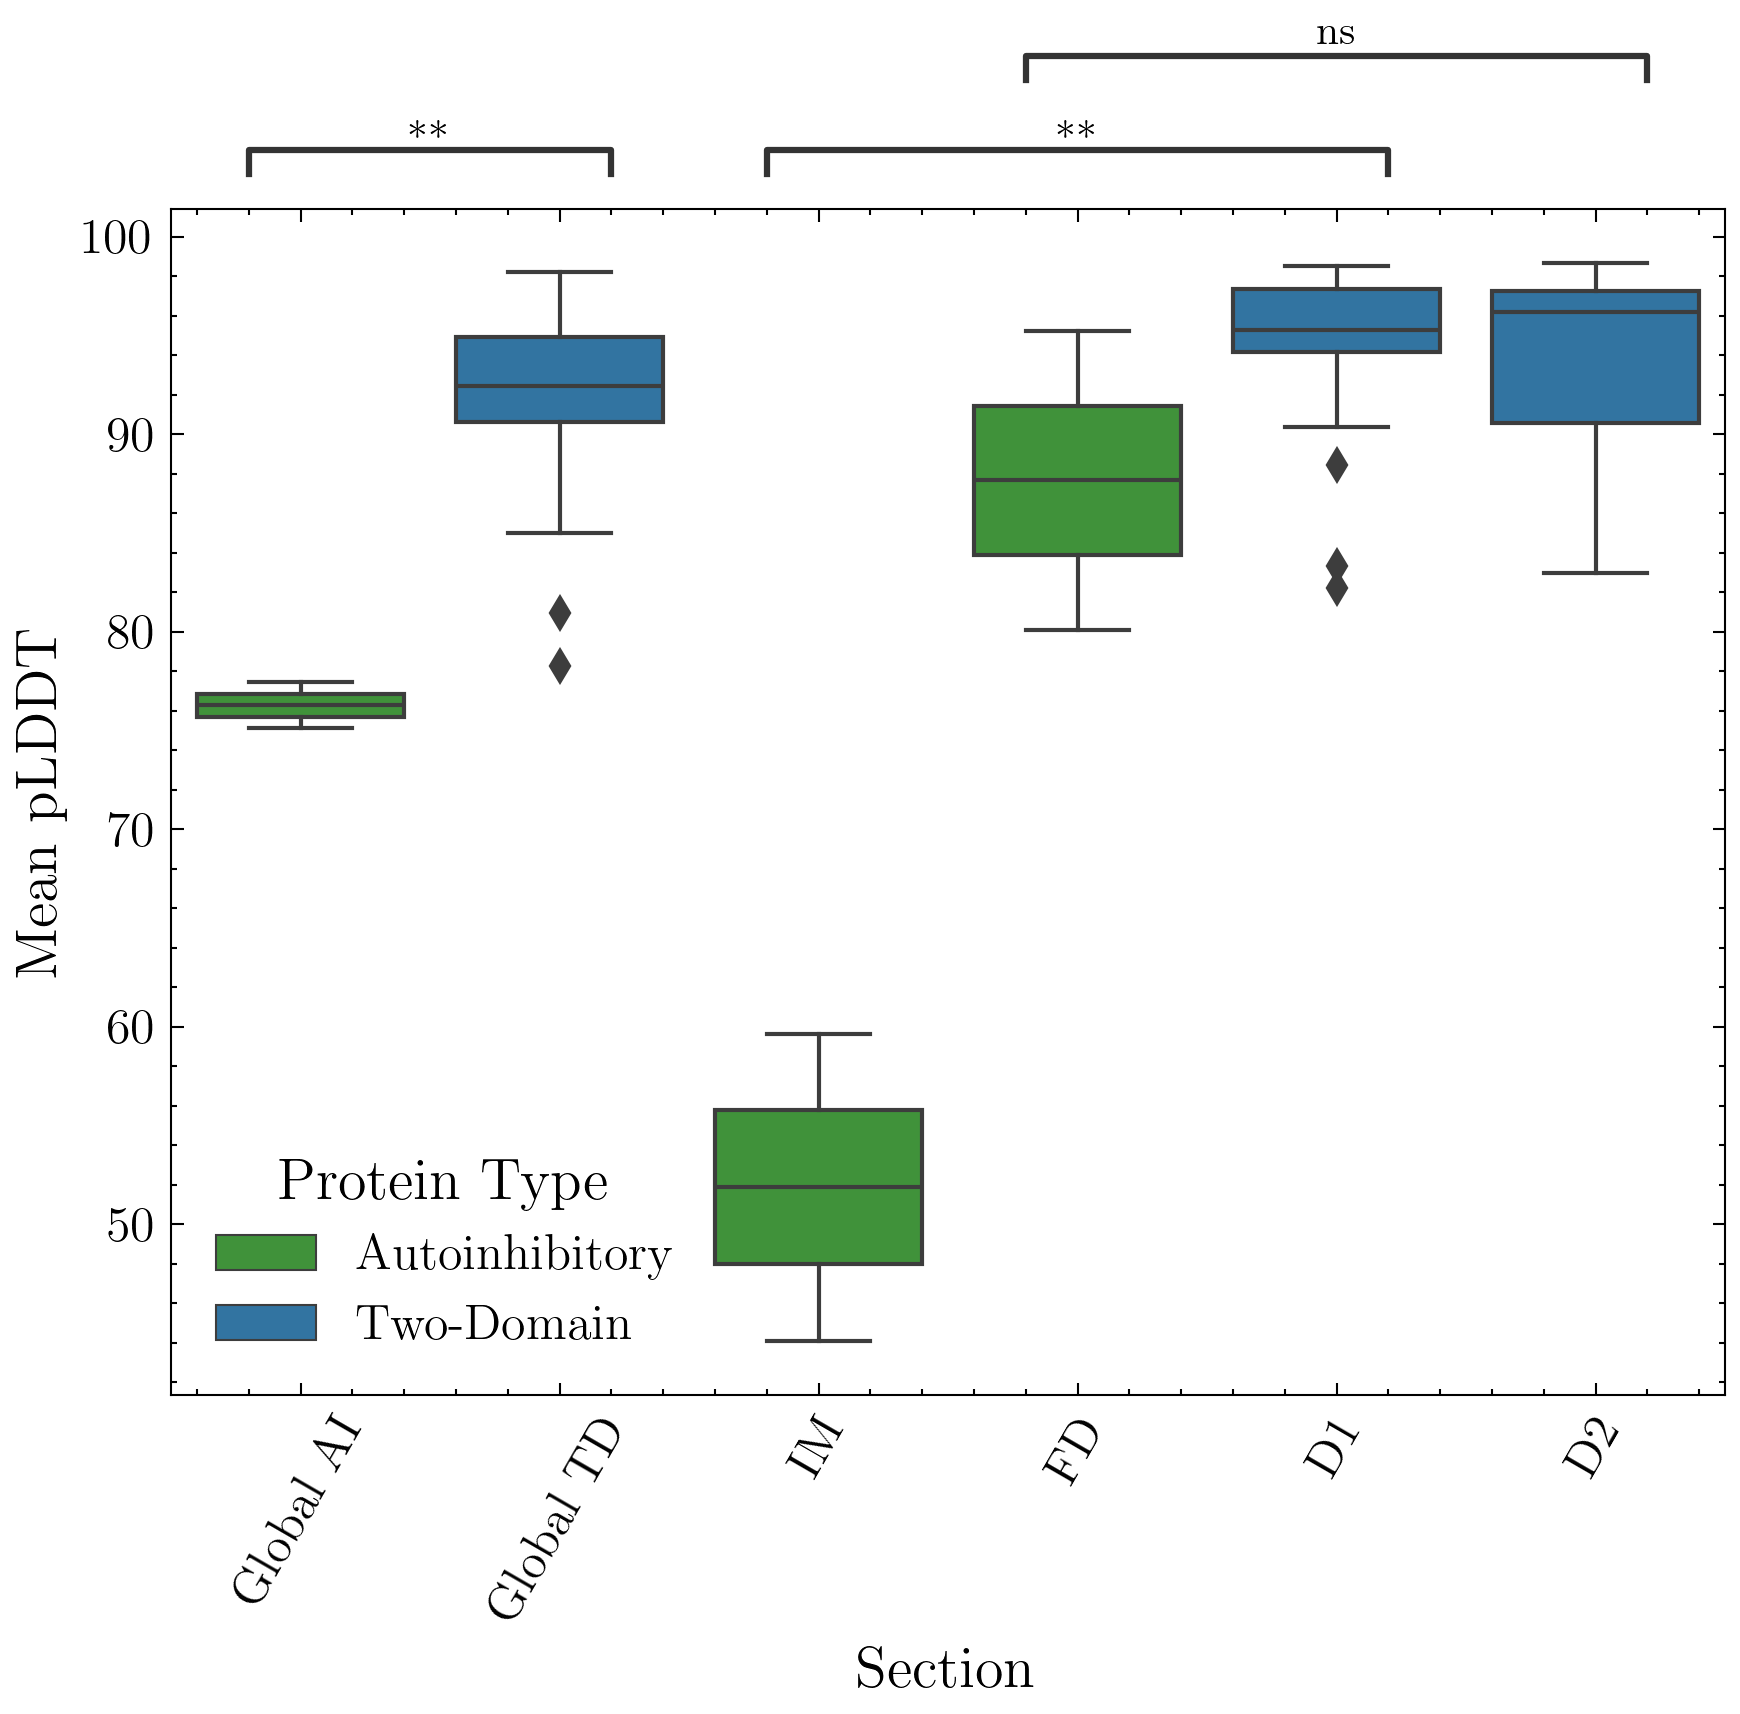 ns
** **
100
90
80
70
60
50
Mean pLDDT
Protein Type
Autoinhibitory
Two-Domain
Global AI Global TD IM FD D1 D2
Section